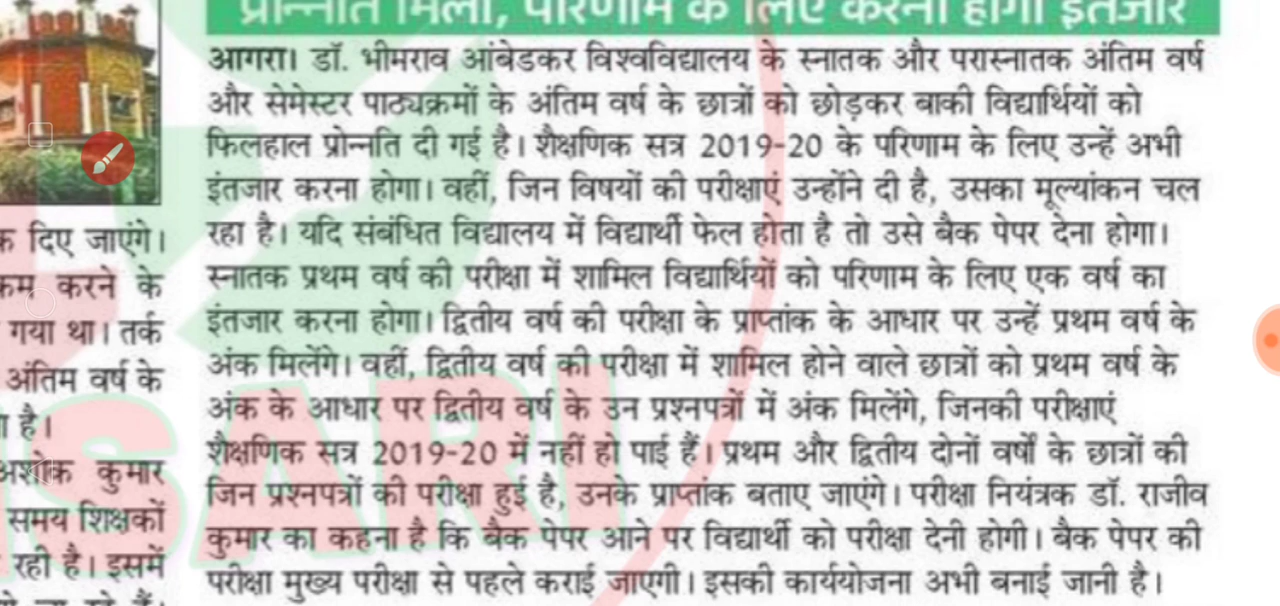 प्रोन्नति मिली, परिणाम के लिए करना होगा इंतजार
आगरा। डॉ. भीमराव आंबेडकर विश्वविद्यालय के स्नातक और परास्नातक अंतिम वर्ष
और सेमेस्टर पाठ्यक्रमों के अंतिम वर्ष के छात्रों को छोड़कर बाकी विद्यार्थियों को
फिलहाल प्रोन्नति दी गई है। शैक्षणिक सत्र 2019-20 के परिणाम के लिए उन्हें अभी
इंतजार करना होगा। वहीं, जिन विषयों की परीक्षाएं उन्होंने दी है, उसका मूल्यांकन चल
रहा है। यदि संबंधित विद्यालय में विद्यार्थी फेल होता है तो उसे बैक पेपर देना होगा।
स्नातक प्रथम वर्ष की परीक्षा में शामिल विद्यार्थियों को परिणाम के लिए एक वर्ष का
इंतजार करना होगा। द्वितीय वर्ष की परीक्षा के प्राप्तांक के आधार पर उन्हें प्रथम वर्ष के
अंक मिलेंगे। वहीं, द्वितीय वर्ष की परीक्षा में शामिल होने वाले छात्रों को प्रथम वर्ष के
अंक के आधार पर द्वितीय वर्ष के उन प्रश्नपत्रों में अंक मिलेंगे, जिनकी परीक्षाएं
शैक्षणिक सत्र 2019-20 में नहीं हो पाई हैं। प्रथम और द्वितीय दोनों वर्षों के छात्रों की
जिन प्रश्नपत्रों की परीक्षा हुई है, उनके प्राप्तांक बताए जाएंगे। परीक्षा नियंत्रक डॉ. राजीव
कुमार का कहना है कि बैक पेपर आने पर विद्यार्थी को परीक्षा देनी होगी। बैक पेपर की
परीक्षा मुख्य परीक्षा से पहले कराई जाएगी। इसकी कार्ययोजना अभी बनाई जानी है।
दिए जाएंगे।
करने के
गया था। तर्क
अंतिम वर्ष के
है।
अशोक कुमार
समय शिक्षकों
रही है। इसमें
SARI